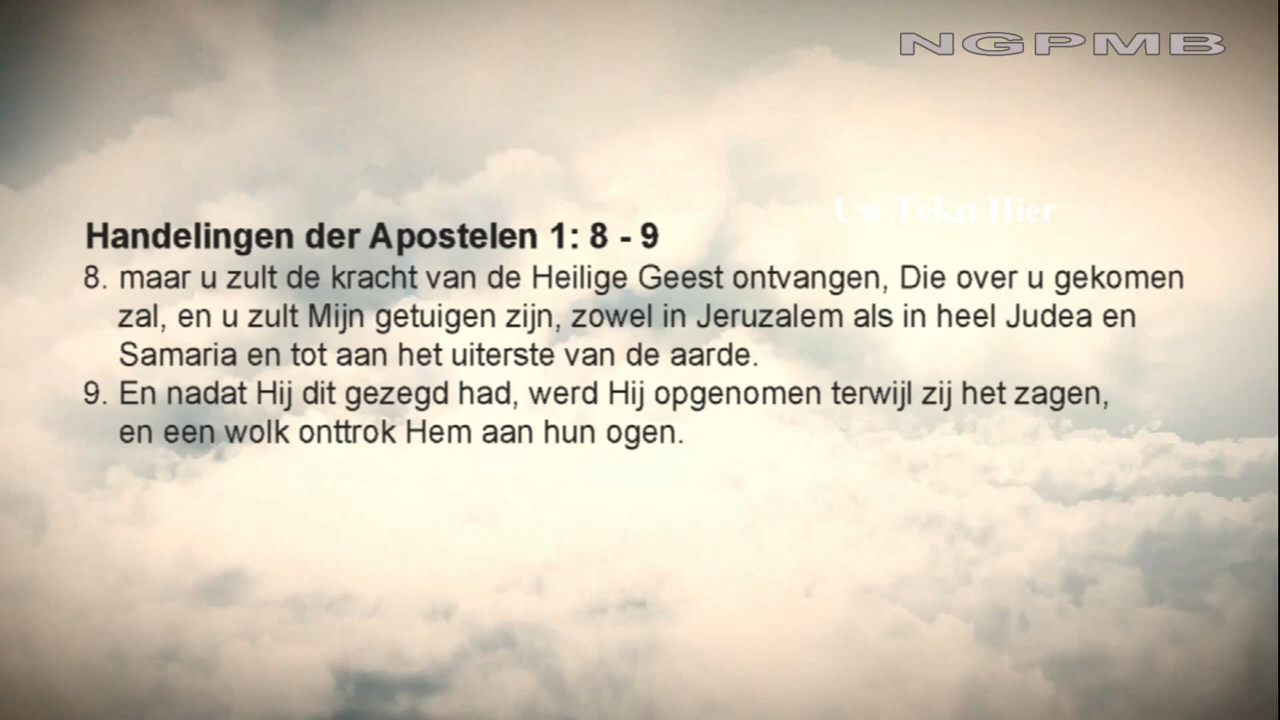 NGPMB
Uw Tekst Hier
Handelingen der Apostelen 1: 8 - 9
8. maar u zult de kracht van de Heilige Geest ontvangen, Die over u gekomen
zal, en u zult Mijn getuigen zijn, zowel in Jeruzalem als in heel Judea en
Samaria en tot aan het uiterste van de aarde.
9. En nadat Hij dit gezegd had, werd Hij opgenomen terwijl zij het zagen,
en een wolk onttrok Hem aan hun ogen.